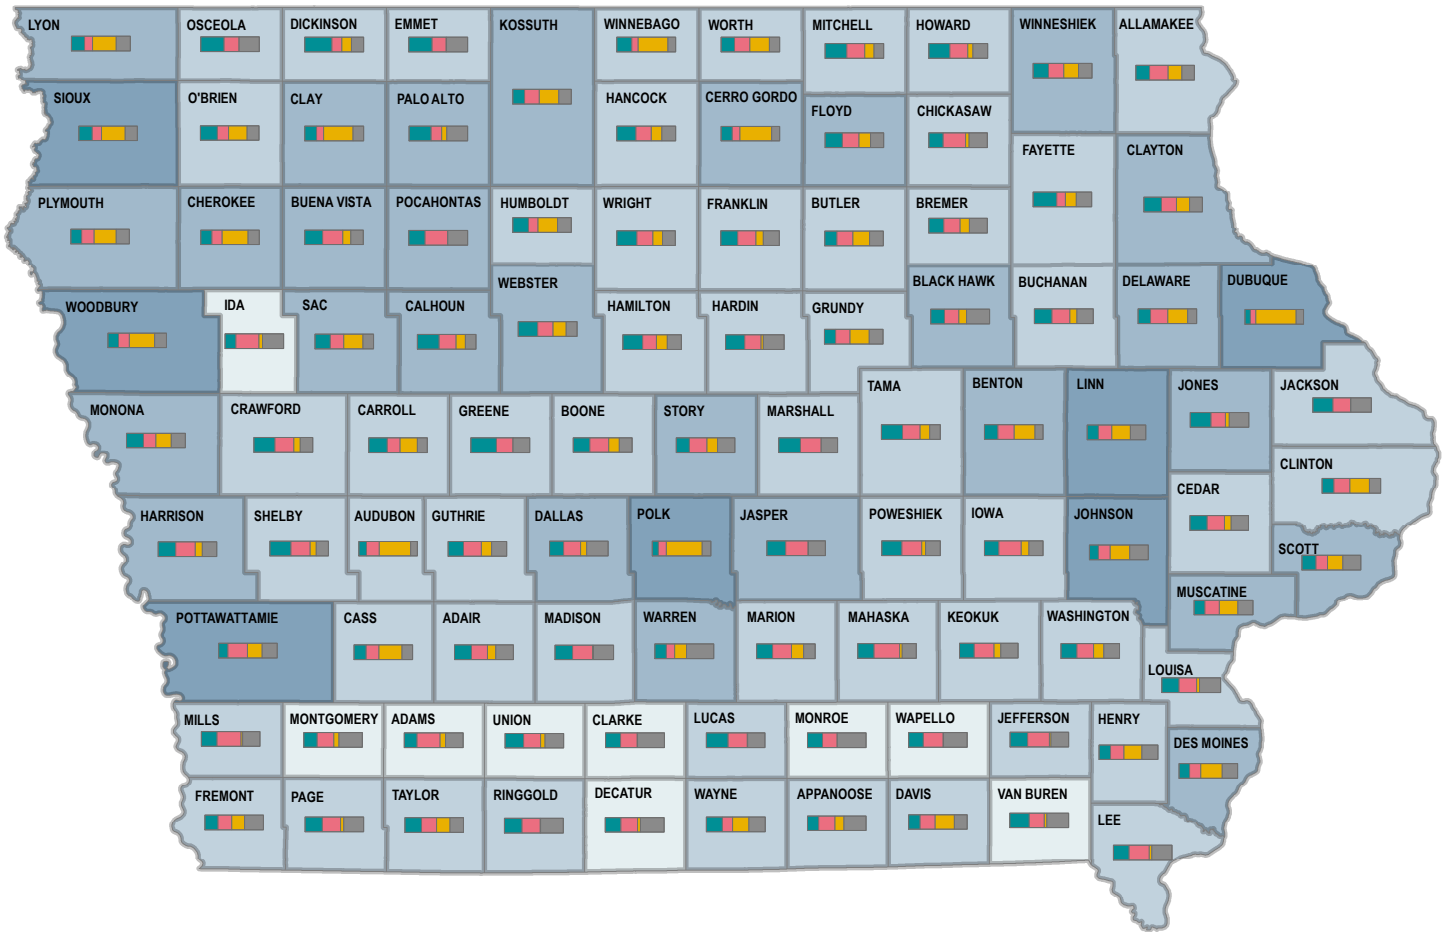 LYON
OSCEOLA
DICKINSON
EMMET
KOSSUTH
WINNEBAGO
WORTH
MITCHELL
HOWARD
WINNESHIEK
ALLAMAKEE
SIOUX
O'BRIEN
CLAY
PALO ALTO
HANCOCK
CERRO GORDO
FLOYD
CHICKASAW
FAYETTE
CLAYTON
PLYMOUTH
CHEROKEE
BUENA VISTA
POCAHONTAS
HUMBOLDT
WRIGHT
FRANKLIN
BUTLER
BREMER
WEBSTER
BLACK HAWK
BUCHANAN
DELAWARE
DUBUQUE
WOODBURY
IDA
SAC
CALHOUN
HAMILTON
HARDIN
GRUNDY
TAMA
BENTON
LINN
JONES
JACKSON
MONONA
CRAWFORD
CARROLL
GREENE
BOONE
STORY
MARSHALL
CLINTON
CEDAR
HARRISON
SHELBY
AUDUBON
GUTHRIE
DALLAS
POLK
JASPER
POWESHIEK
IOWA
JOHNSON
SCOTT
MUSCATINE
POTTAWATTAMIE
CASS
ADAIR
MADISON
WARREN
MARION
MAHASKA
KEOKUK
WASHINGTON
LOUISA
MILLS
MONTGOMERY
ADAMS
UNION
CLARKE
LUCAS
MONROE
WAPELLO
JEFFERSON
HENRY
DES MOINES
FREMONT
PAGE
TAYLOR
RINGGOLD
DECATUR
WAYNE
APPANOOSE
DAVIS
VAN BUREN
LEE